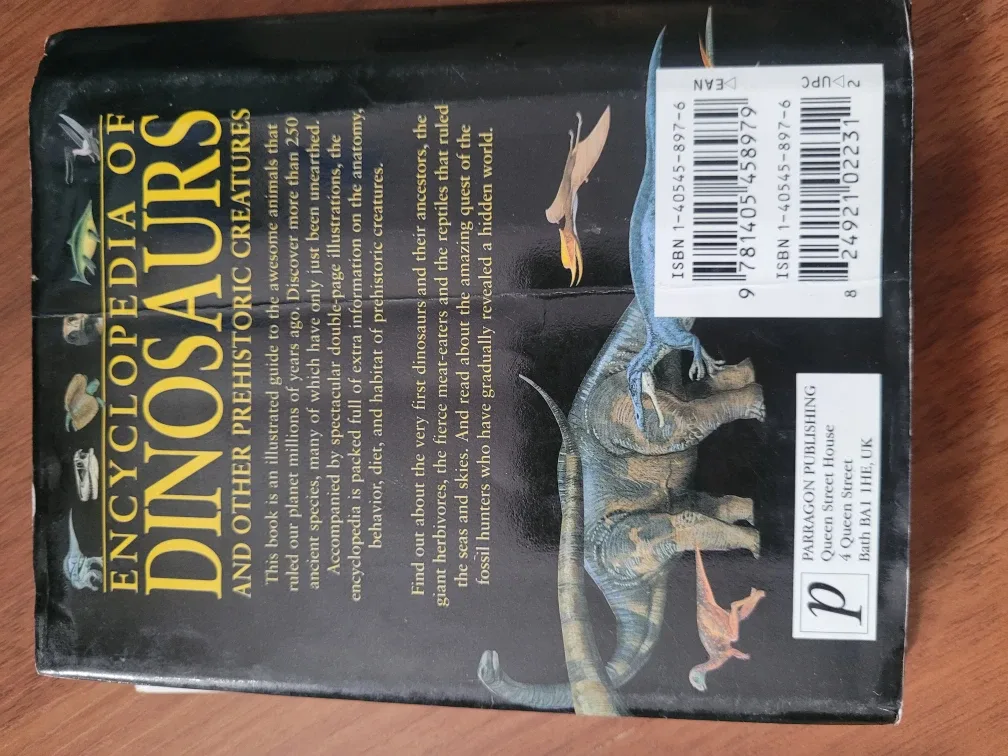 ENCYCLOPEDIA OF
DINOSAURS
AND OTHER PREHISTORIC CREATURES
This book is an illustrated guide to the awesome animals that
ruled our planet millions of years ago. Discover more than 250
ancient species, many of which have only just been unearthed.
Accompanied by spectacular double-page illustrations, the
encyclopedia is packed full of extra information on the anatomy,
behavior, diet, and habitat of prehistoric creatures.
Find out about the very first dinosaurs and their ancestors, the
giant herbivores, the fierce meat-eaters and the reptiles that ruled
the seas and skies. And read about the amazing quest of the
fossil hunters who have gradually revealed a hidden world.
p
PARRAGON PUBLISHING
Queen Street House
4 Queen Street
Bath BA1 1HE, UK
ISBN 1-40545-897-6
EAN
9 781405 458979
ISBN 1-40545-897-6
UPC
8 24921 02231 2